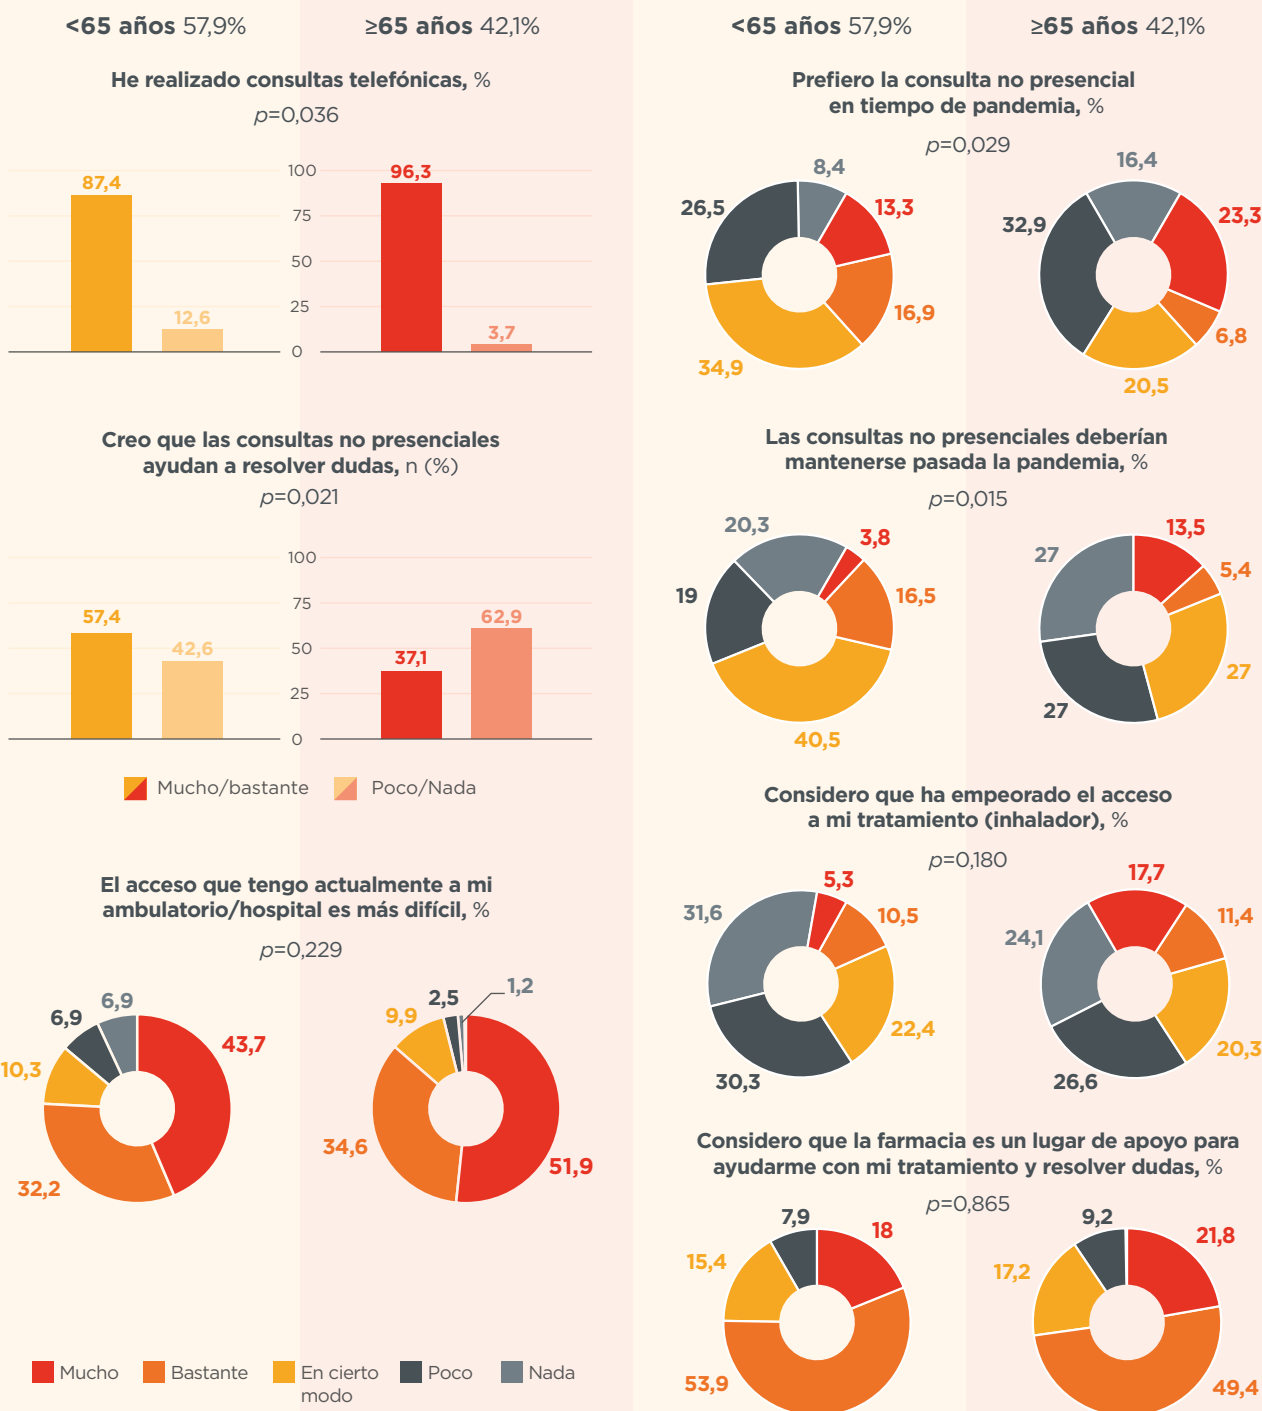 <65 años 57,9%
≥65 años 42,1%
He realizado consultas telefónicas, %
p=0,036
87,4
12,6
100
75
50
25
0
96,3
3,7
Creo que las consultas no presenciales
ayudan a resolver dudas, n (%)
p=0,021
57,4
42,6
100
75
50
25
0
37,1
62,9
Mucho/bastante
Poco/Nada
El acceso que tengo actualmente a mi
ambulatorio/hospital es más difícil, %
p=0,229
6,9
6,9
43,7
10,3
32,2
2,5
1,2
9,9
34,6
51,9
Mucho
Bastante
En cierto
modo
Poco
Nada
<65 años 57,9%
≥65 años 42,1%
Prefiero la consulta no presencial
en tiempo de pandemia, %
p=0,029
8,4
26,5
13,3
16,9
34,9
16,4
23,3
32,9
6,8
20,5
Las consultas no presenciales deberían
mantenerse pasada la pandemia, %
p=0,015
20,3
3,8
19
16,5
40,5
13,5
27
5,4
27
27
Considero que ha empeorado el acceso
a mi tratamiento (inhalador), %
p=0,180
5,3
31,6
10,5
22,4
30,3
17,7
11,4
24,1
20,3
26,6
Considero que la farmacia es un lugar de apoyo para
ayudarme con mi tratamiento y resolver dudas, %
p=0,865
7,9
18
15,4
53,9
9,2
21,8
17,2
49,4